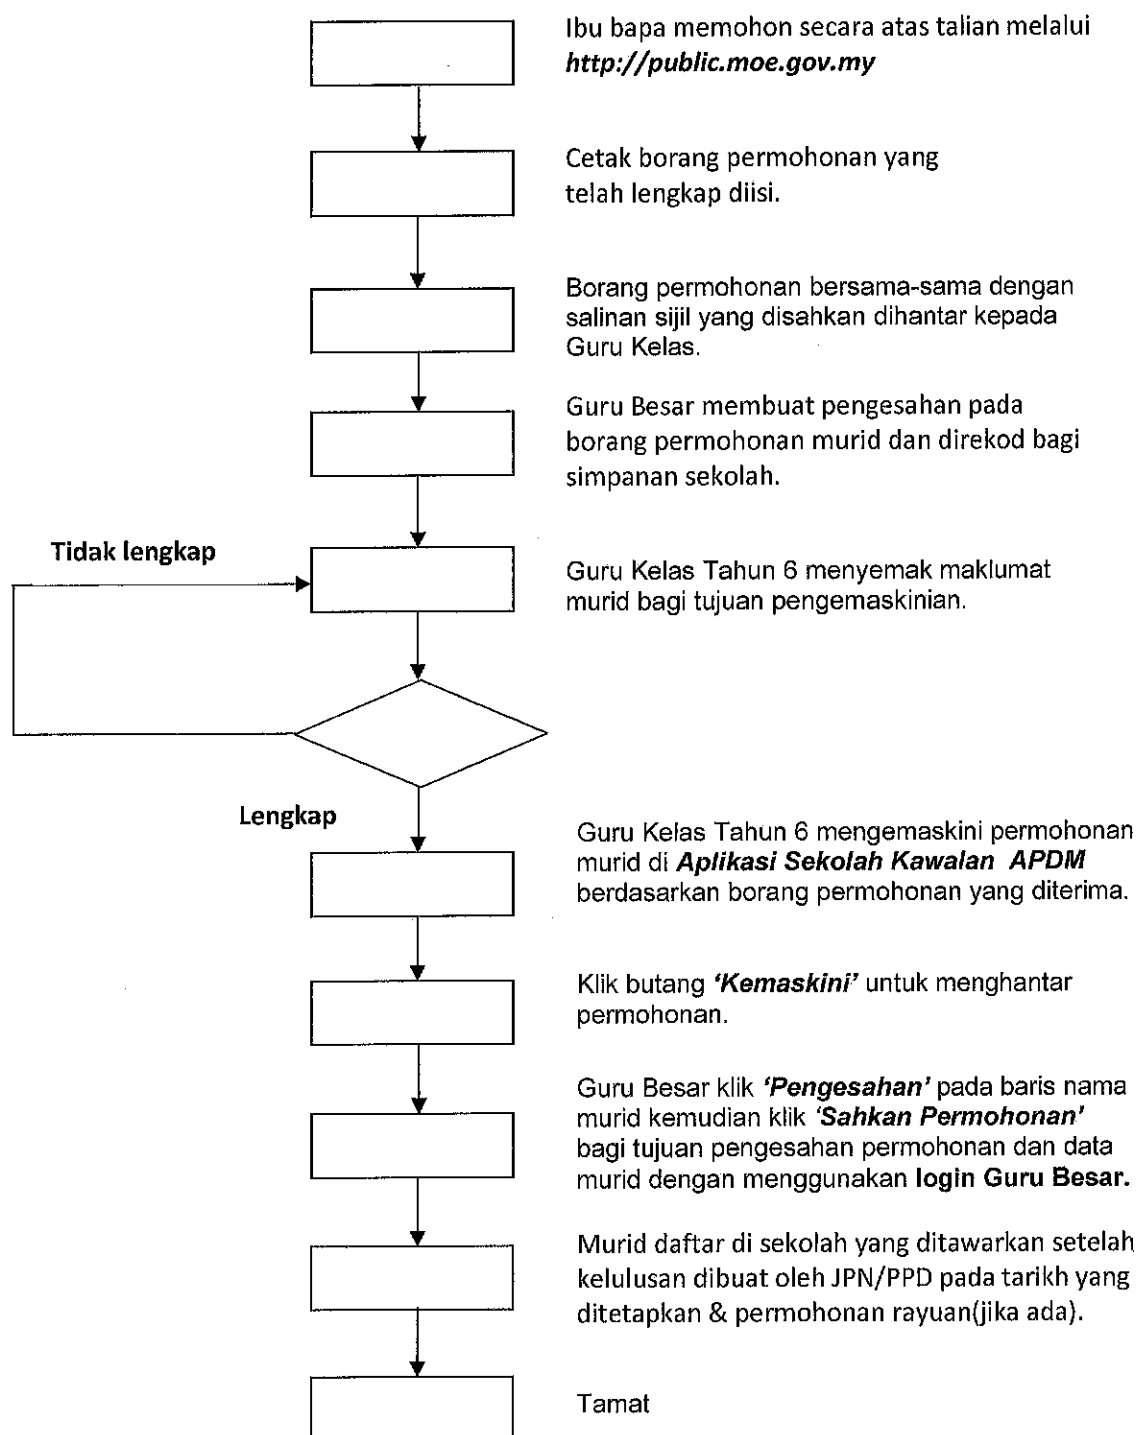 Ibu bapa memohon secara atas talian melalui
http://public.moe.gov.my
Cetak borang permohonan yang
telah lengkap diisi.
Borang permohonan bersama-sama dengan
salinan sijil yang disahkan dihantar kepada
Guru Kelas.
Guru Besar membuat pengesahan pada
borang permohonan murid dan direkod bagi
simpanan sekolah.
Tidak lengkap
Guru Kelas Tahun 6 menyemak maklumat
murid bagi tujuan pengemaskinian.
Lengkap
Guru Kelas Tahun 6 mengemaskini permohonan
murid di Aplikasi Sekolah Kawalan APDM
berdasarkan borang permohonan yang diterima.
Klik butang ‘Kemaskini’ untuk menghantar
permohonan.
Guru Besar klik ‘Pengesahan’ pada baris nama
murid kemudian klik ‘Sahkan Permohonan’
bagi tujuan pengesahan permohonan dan data
murid dengan menggunakan login Guru Besar.
Murid daftar di sekolah yang ditawarkan setelah
kelulusan dibuat oleh JPN/PPD pada tarikh yang
ditetapkan & permohonan rayuan(jika ada).
Tamat